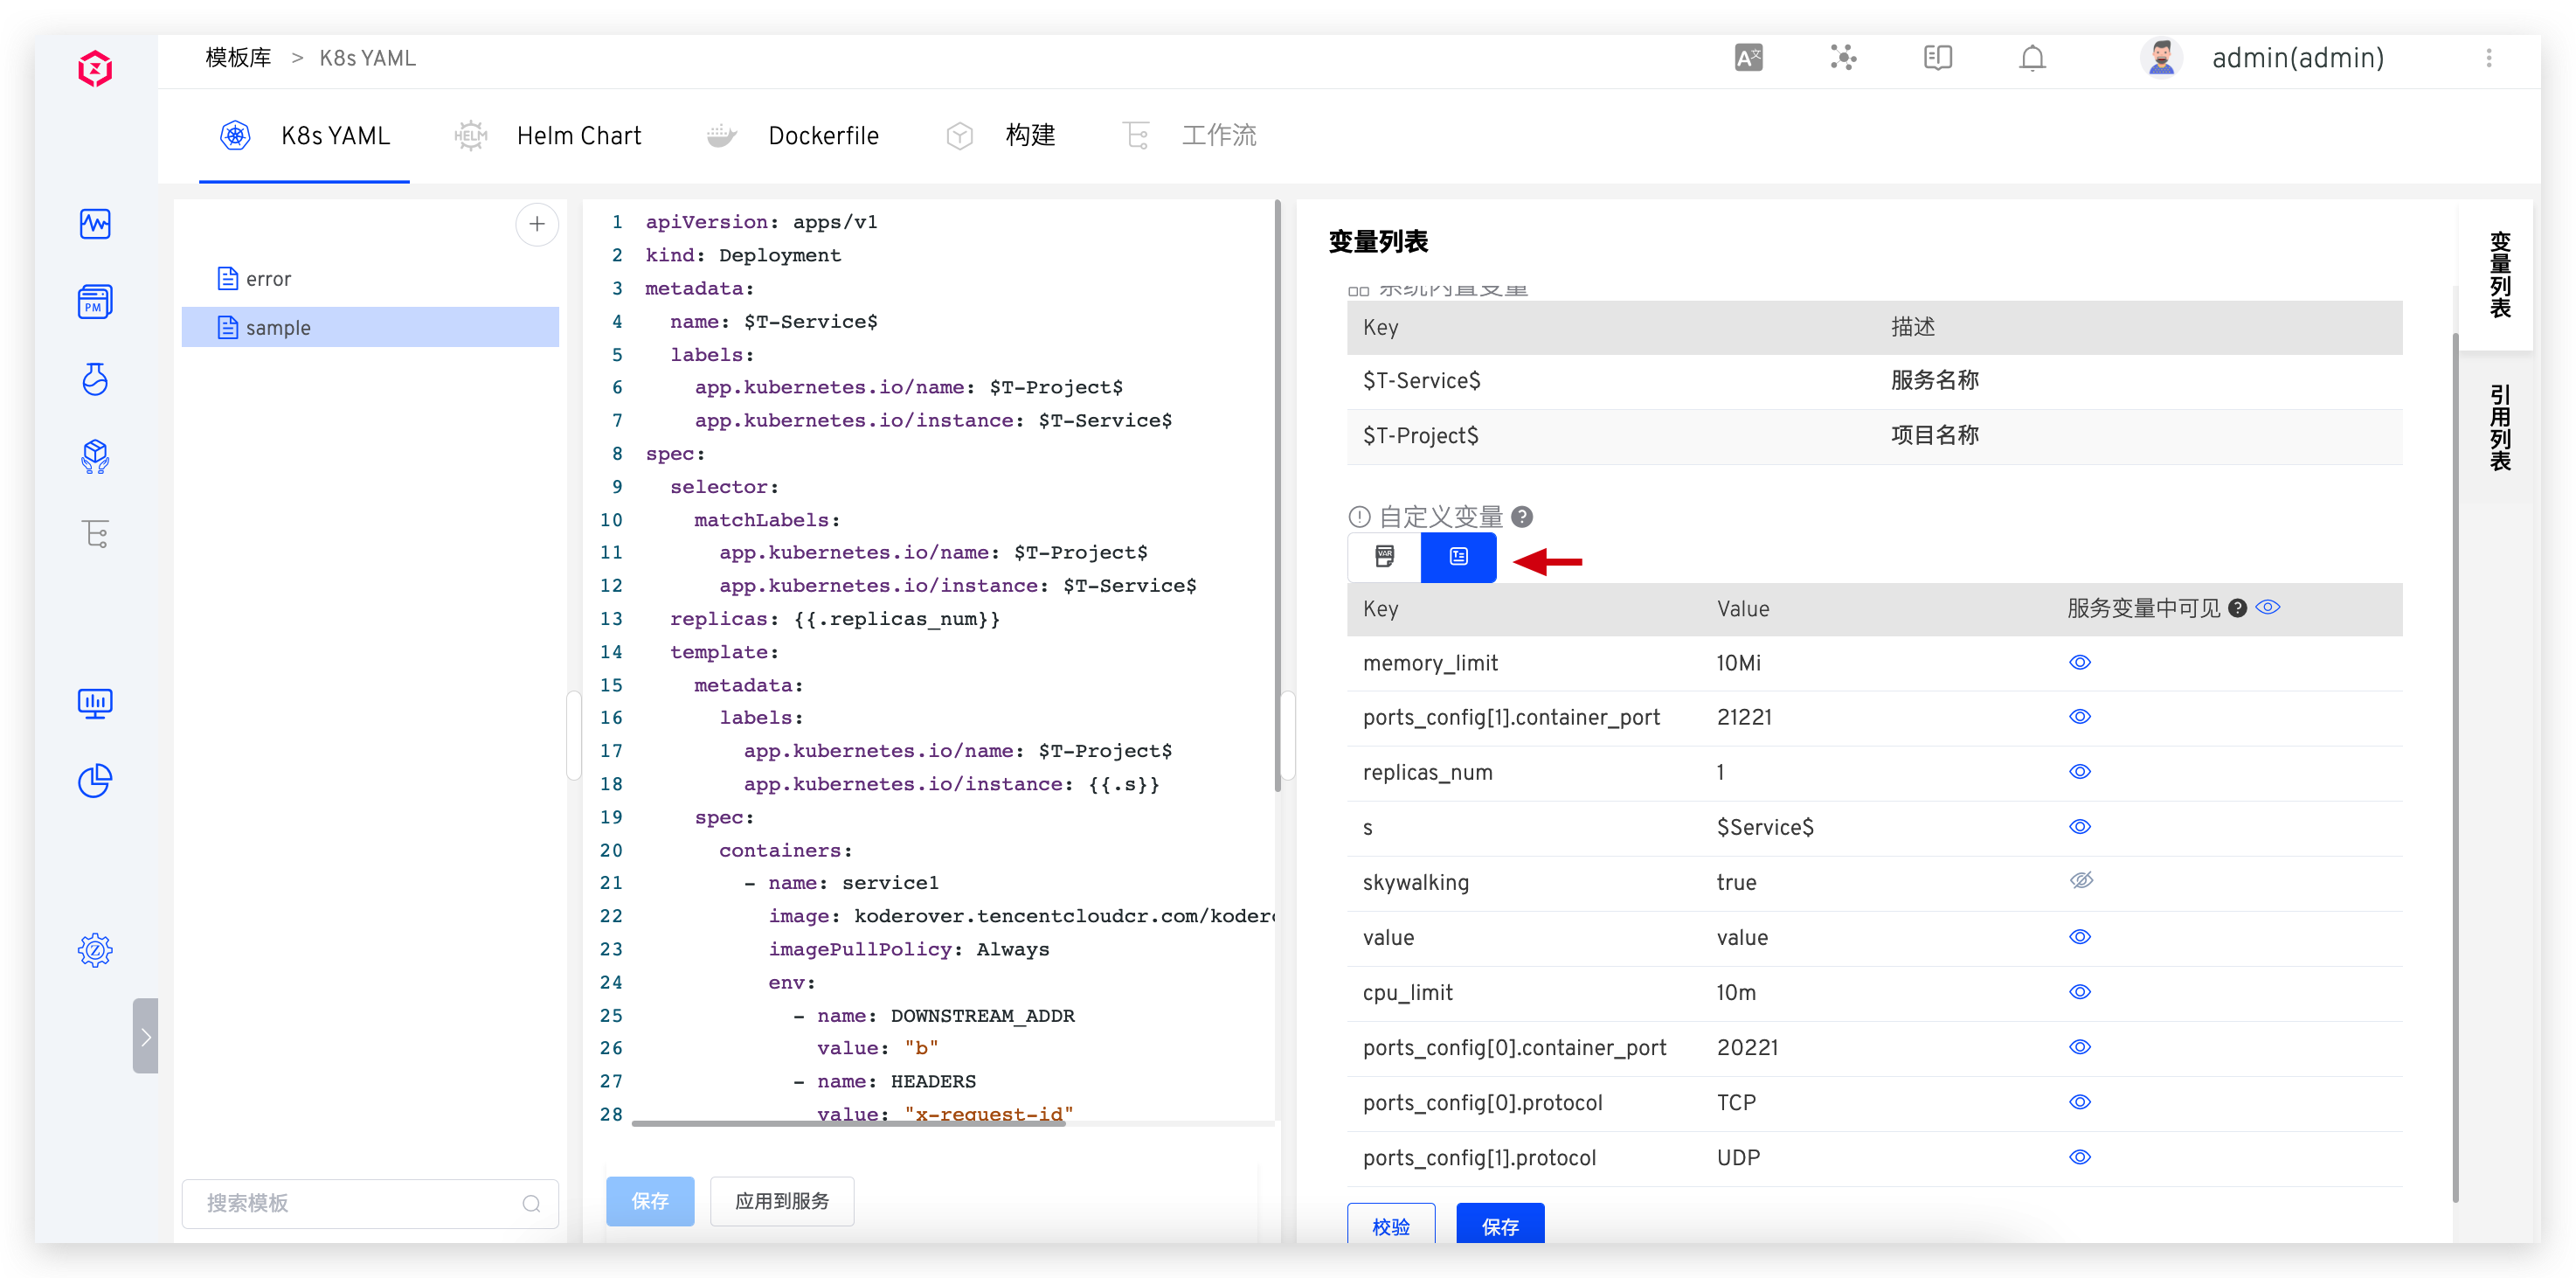 模板库 > K8s YAML
admin(admin)
K8s YAML
Helm Chart
Dockerfile
构建
工作流
error
sample
搜索模板
1 apiVersion: apps/v1
2 kind: Deployment
3 metadata:
4 name: $T-Service$
5 labels:
6 app.kubernetes.io/name: $T-Project$
7 app.kubernetes.io/instance: $T-Service$
8 spec:
9 selector:
10 matchLabels:
11 app.kubernetes.io/name: $T-Project$
12 app.kubernetes.io/instance: $T-Service$
13 replicas: {{.replicas_num}}
14 template:
15 metadata:
16 labels:
17 app.kubernetes.io/name: $T-Project$
18 app.kubernetes.io/instance: {{.s}}
19 spec:
20 containers:
21 - name: service1
22 image: koderover.tencentcloudcr.com/koder
23 imagePullPolicy: Always
24 env:
25 - name: DOWNSTREAM_ADDR
26 value: "b"
27 - name: HEADERS
28 value: "x-request-id"
保存
应用到服务
变量列表
系统内置变量
Key 描述
$T-Service$ 服务名称
$T-Project$ 项目名称
自定义变量
Key Value 服务变量中可见
memory_limit 10Mi
ports_config[1].container_port 21221
replicas_num 1
s $Service$
skywalking true
value value
cpu_limit 10m
ports_config[0].container_port 20221
ports_config[0].protocol TCP
ports_config[1].protocol UDP
校验
保存
变量列表
引用列表
PM
HELM
VAR